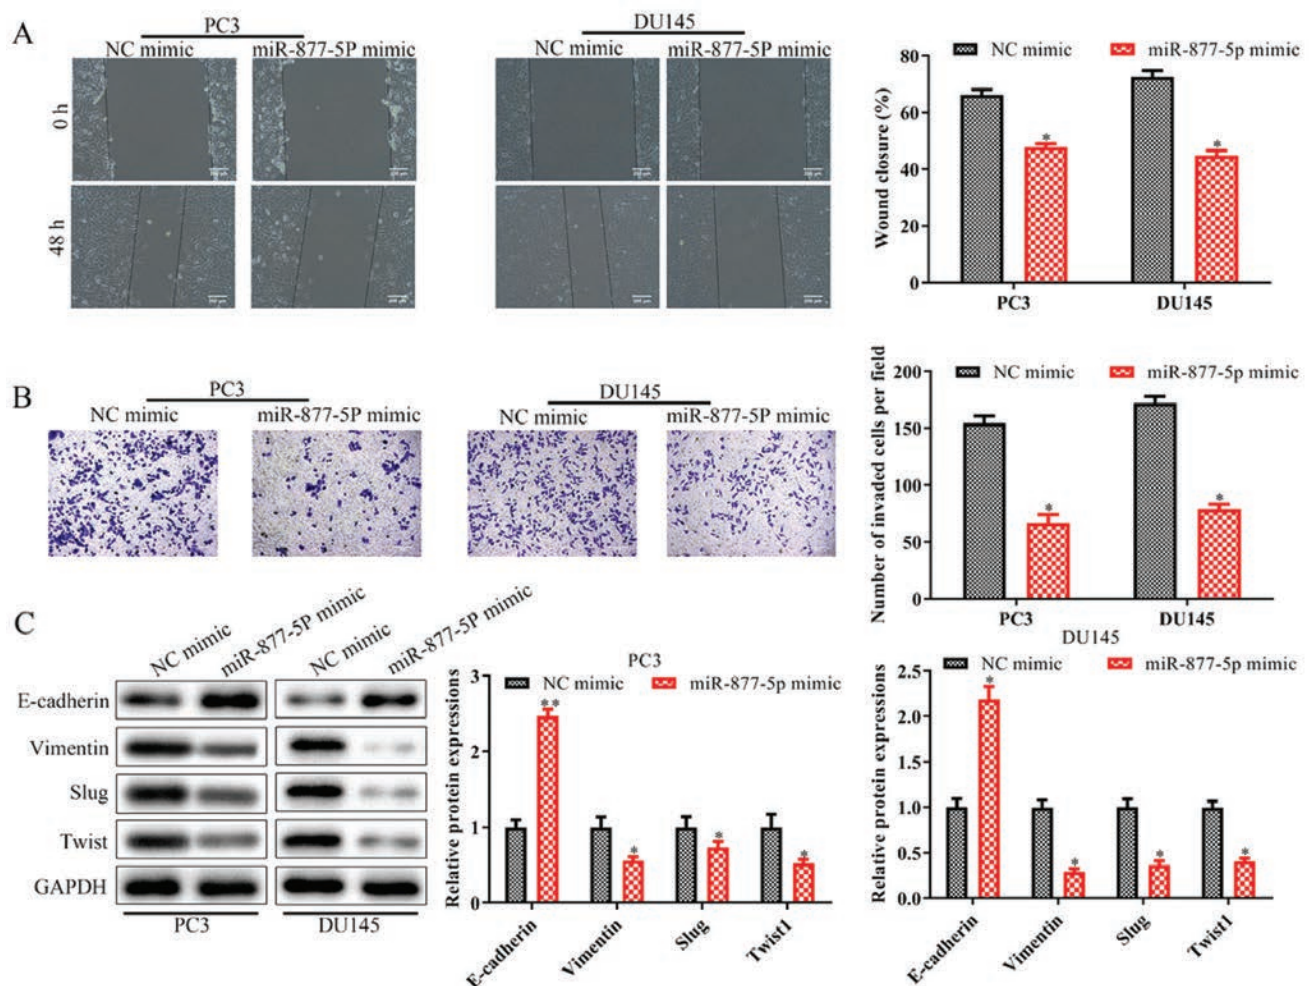 A
PC3
NC mimic miR-877-5P mimic
0 h
48 h
DU145
NC mimic miR-877-5P mimic
NC mimic miR-877-5p mimic
Wound closure (%)
80
60
40
20
0
* *
PC3 DU145
B
PC3
NC mimic miR-877-5P mimic
DU145
NC mimic miR-877-5P mimic
NC mimic miR-877-5p mimic
Number of invaded cells per field
200
150
100
50
0
* *
PC3 DU145
C
NC mimic miR-877-5P mimic NC mimic miR-877-5P mimic
E-cadherin
Vimentin
Slug
Twist
GAPDH
PC3 DU145
PC3
NC mimic miR-877-5p mimic
Relative protein expressions
3
2
1
0
** * * *
E-cadherin Vimentin Slug Twist1
DU145
NC mimic miR-877-5p mimic
Relative protein expressions
2.5
2.0
1.5
1.0
0.5
0.0
* * * *
E-cadherin Vimentin Slug Twist1